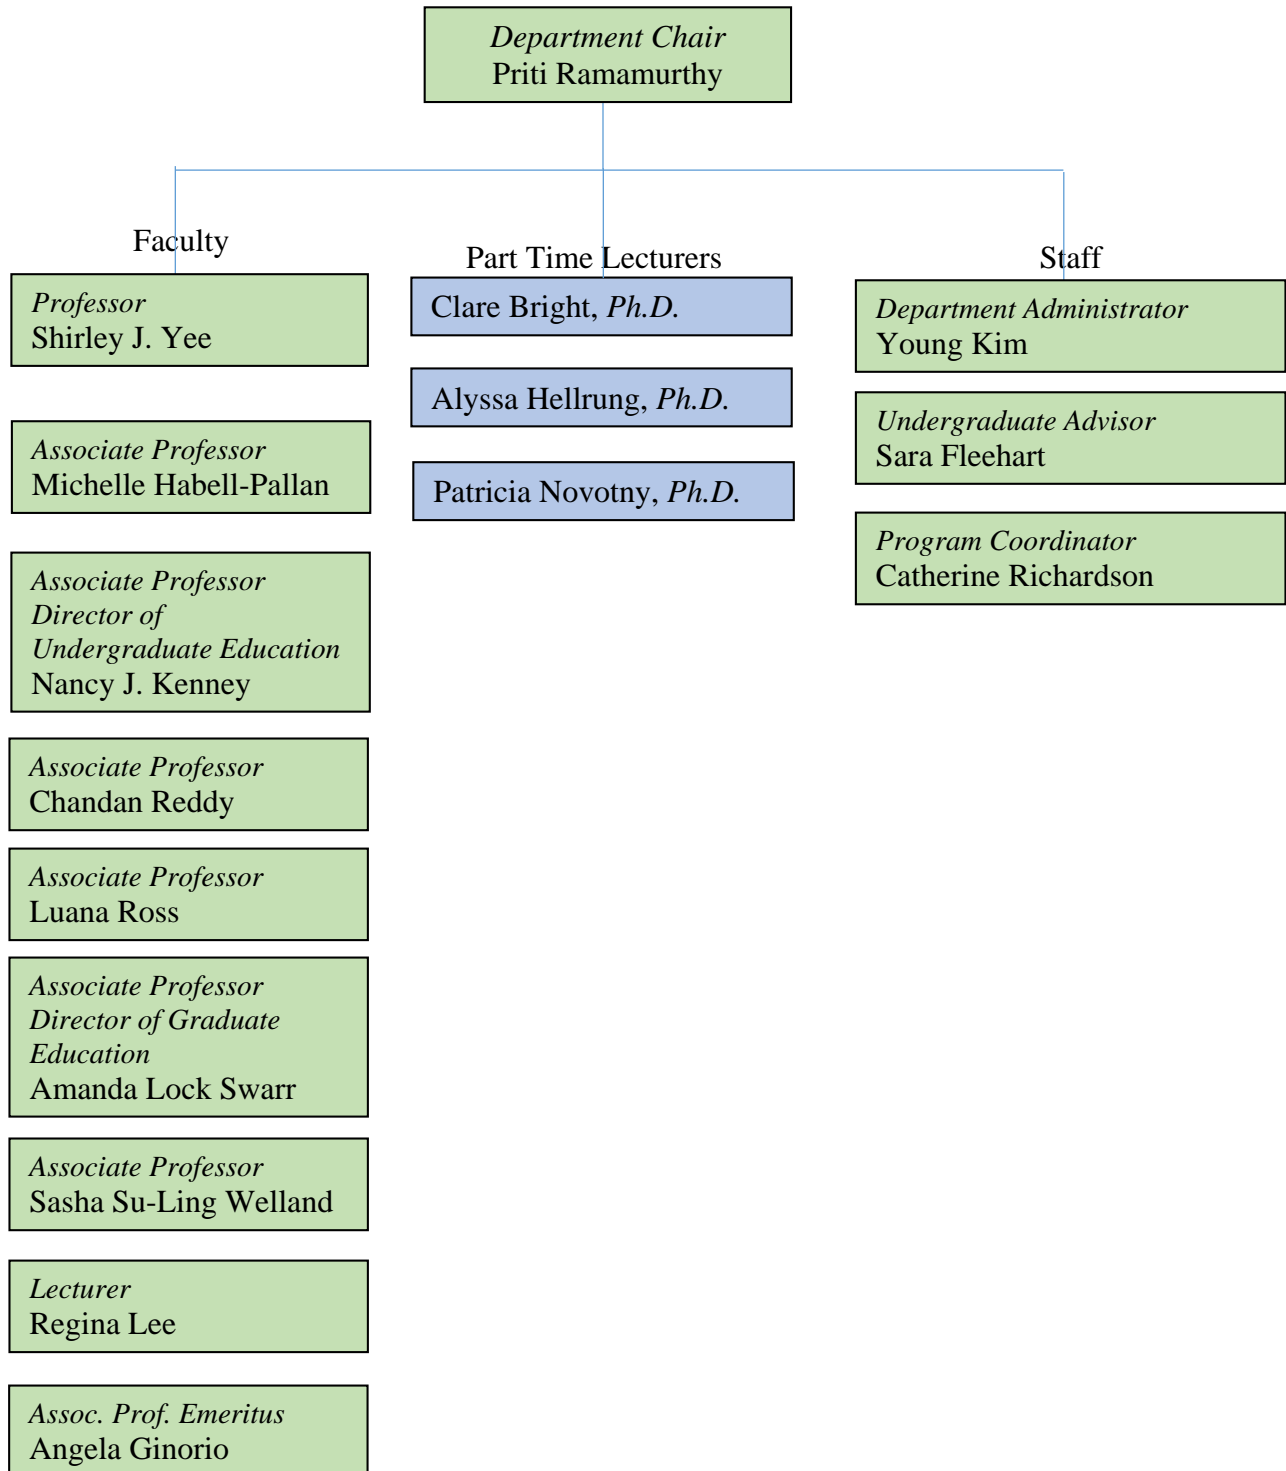 Department Chair
Priti Ramamurthy
Faculty
Professor
Shirley J. Yee
Associate Professor
Michelle Habell-Pallan
Associate Professor
Director of
Undergraduate Education
Nancy J. Kenney
Associate Professor
Chandan Reddy
Associate Professor
Luana Ross
Associate Professor
Director of Graduate
Education
Amanda Lock Swarr
Associate Professor
Sasha Su-Ling Welland
Lecturer
Regina Lee
Assoc. Prof. Emeritus
Angela Ginorio
Part Time Lecturers
Clare Bright, Ph.D.
Alyssa Hellrung, Ph.D.
Patricia Novotny, Ph.D.
Staff
Department Administrator
Young Kim
Undergraduate Advisor
Sara Fleehart
Program Coordinator
Catherine Richardson